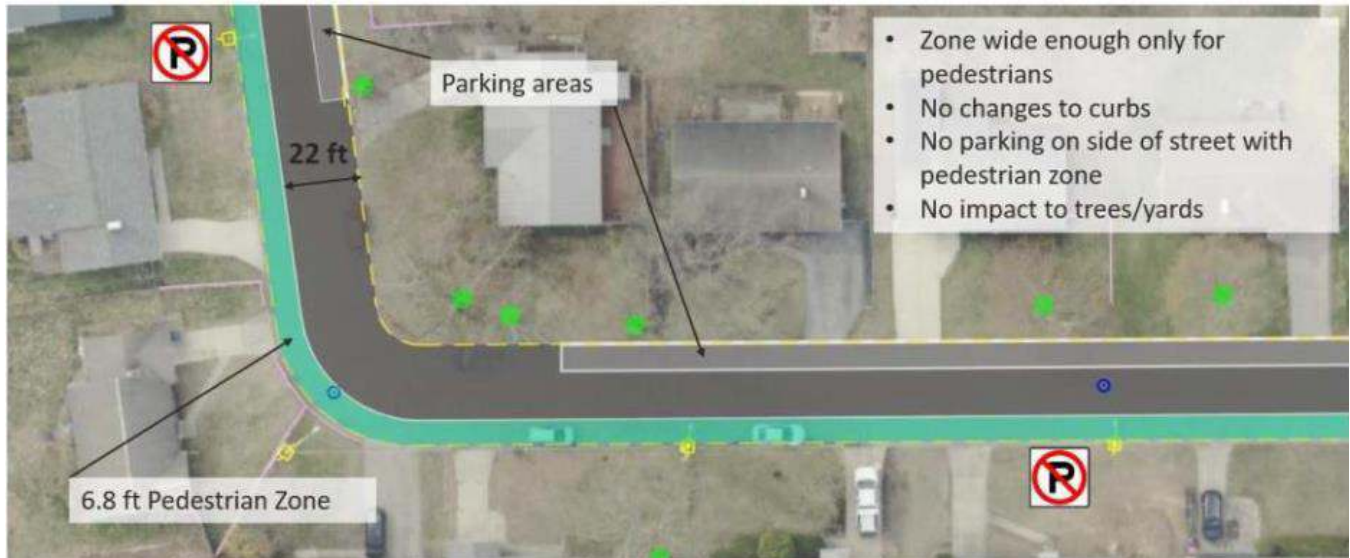 P
Parking areas
• Zone wide enough only for
pedestrians
• No changes to curbs
• No parking on side of street with
pedestrian zone
• No impact to trees/yards
22 ft
6.8 ft Pedestrian Zone
P